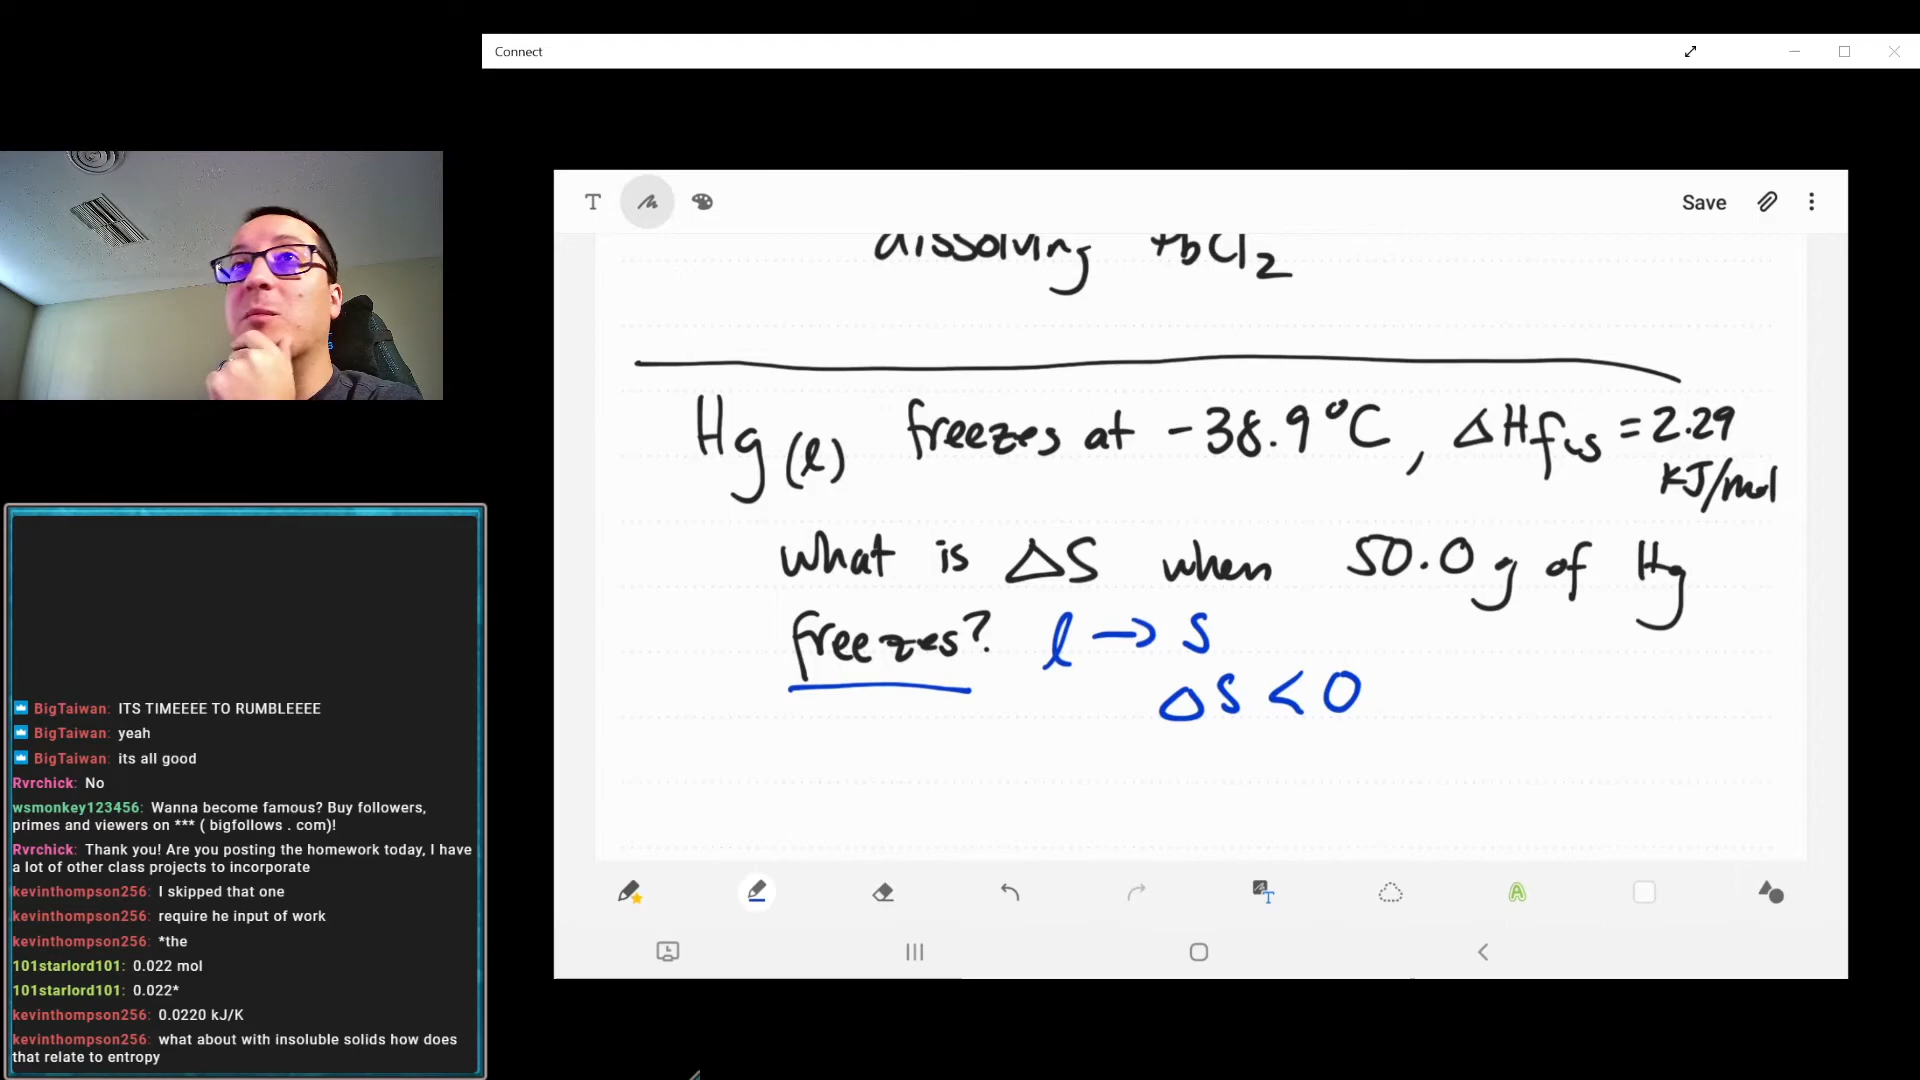 Connect
T
Save
dissolving PbCl2
Hg(l) freezes at -38.9°C, ΔHfus = 2.29
KJ/mol
what is ΔS when 50.0 g of Hg
freezes? l → s
ΔS < 0
BigTaiwan: ITS TIMEEEE TO RUMBLEEEE
BigTaiwan: yeah
BigTaiwan: its all good
Rvrchick: No
wsmonkey123456: Wanna become famous? Buy followers,
primes and viewers on *** ( bigfollows . com)!
Rvrchick: Thank you! Are you posting the homework today, I have
a lot of other class projects to incorporate
kevinthompson256: I skipped that one
kevinthompson256: require he input of work
kevinthompson256: *the
101starlord101: 0.022 mol
101starlord101: 0.022*
kevinthompson256: 0.0220 kJ/K
kevinthompson256: what about with insoluble solids how does
that relate to entropy
T
A